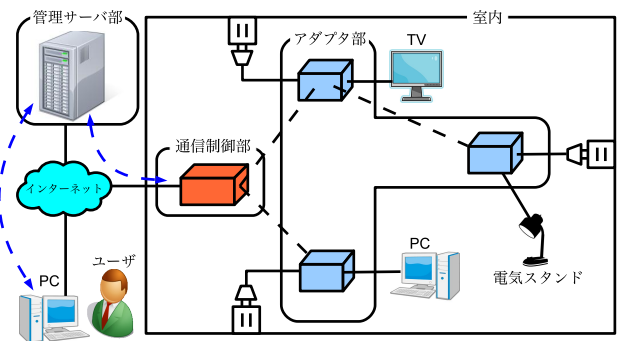 管理サーバ部
室内
アダプタ部
TV
通信制御部
インターネット
PC
ユーザ
PC
電気スタンド